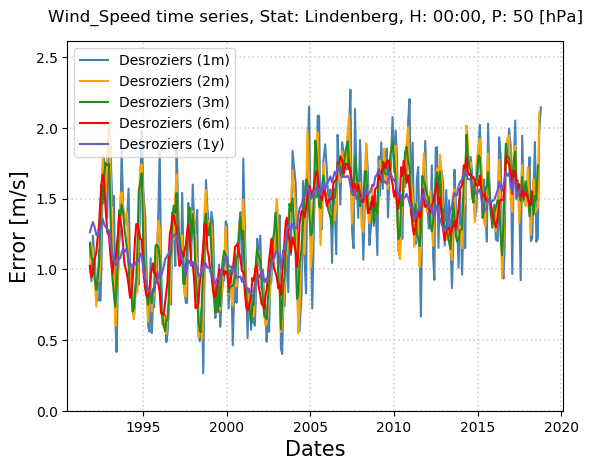 Wind_Speed time series, Stat: Lindenberg, H: 00:00, P: 50 [hPa]
Desroziers (1m)
Desroziers (2m)
Desroziers (3m)
Desroziers (6m)
Desroziers (1y)
Error [m/s]
2.5
2.0
1.5
1.0
0.5
0.0
1995 2000 2005 2010 2015 2020
Dates